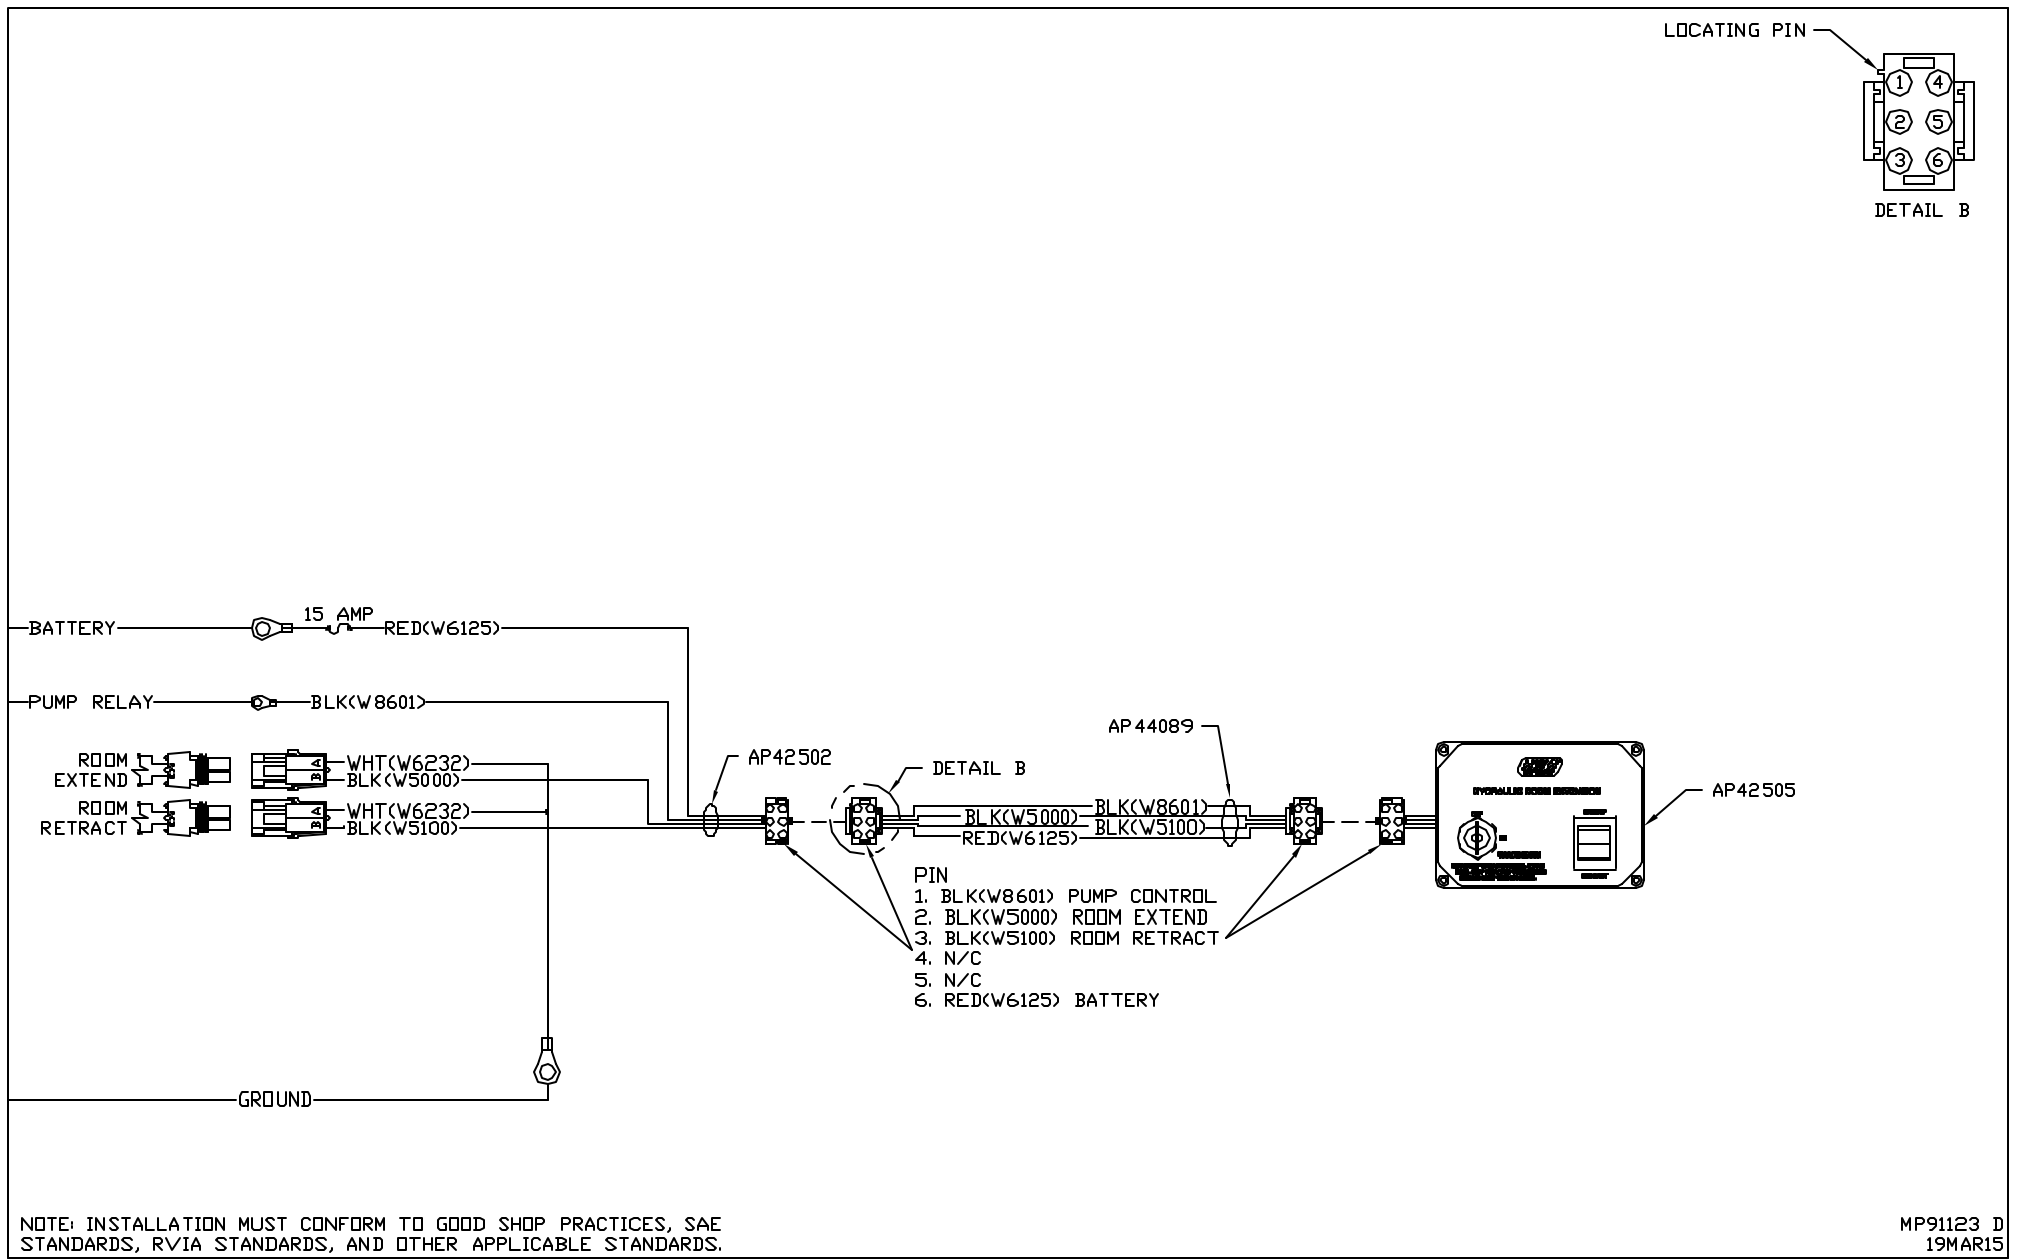 LOCATING PIN
1 4
2 5
3 6
DETAIL B
15 AMP
BATTERY RED(W6125)
PUMP RELAY BLK(W8601)
ROOM EXTEND
A WHT(W6232)
B BLK(W5000)
ROOM RETRACT
A WHT(W6232)
B BLK(W5100)
AP42502
DETAIL B
AP44089
BLK(W8601)
BLK(W5000)
BLK(W5100)
RED(W6125)
AP42505
HYDRAULIC ROOM EXTENSION
PIN
1. BLK(W8601) PUMP CONTROL
2. BLK(W5000) ROOM EXTEND
3. BLK(W5100) ROOM RETRACT
4. N/C
5. N/C
6. RED(W6125) BATTERY
GROUND
NOTE: INSTALLATION MUST CONFORM TO GOOD SHOP PRACTICES, SAE
STANDARDS, RVIA STANDARDS, AND OTHER APPLICABLE STANDARDS.
MP91123 D
19MAR15